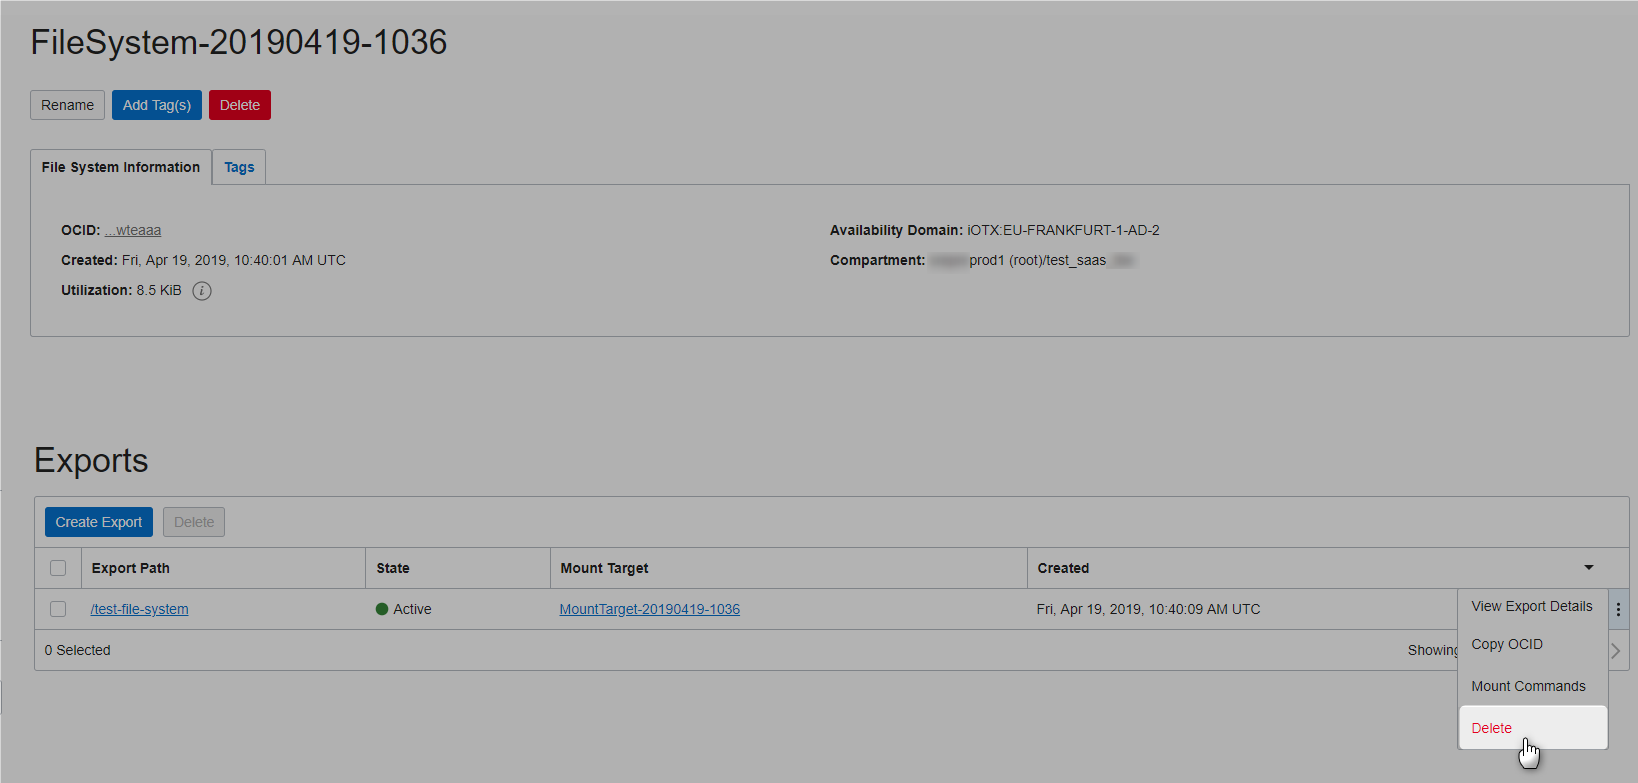 FileSystem-20190419-1036
Rename Add Tag(s) Delete
File System Information Tags
OCID: ...wteaaa
Availability Domain: iOTX:EU-FRANKFURT-1-AD-2
Created: Fri, Apr 19, 2019, 10:40:01 AM UTC
Compartment: prod1 (root)/test_saas
Utilization: 8.5 KiB i
Exports
Create Export Delete
Export Path State Mount Target Created
/test-file-system Active MountTarget-20190419-1036 Fri, Apr 19, 2019, 10:40:09 AM UTC
0 Selected Showing
View Export Details
Copy OCID
Mount Commands
Delete